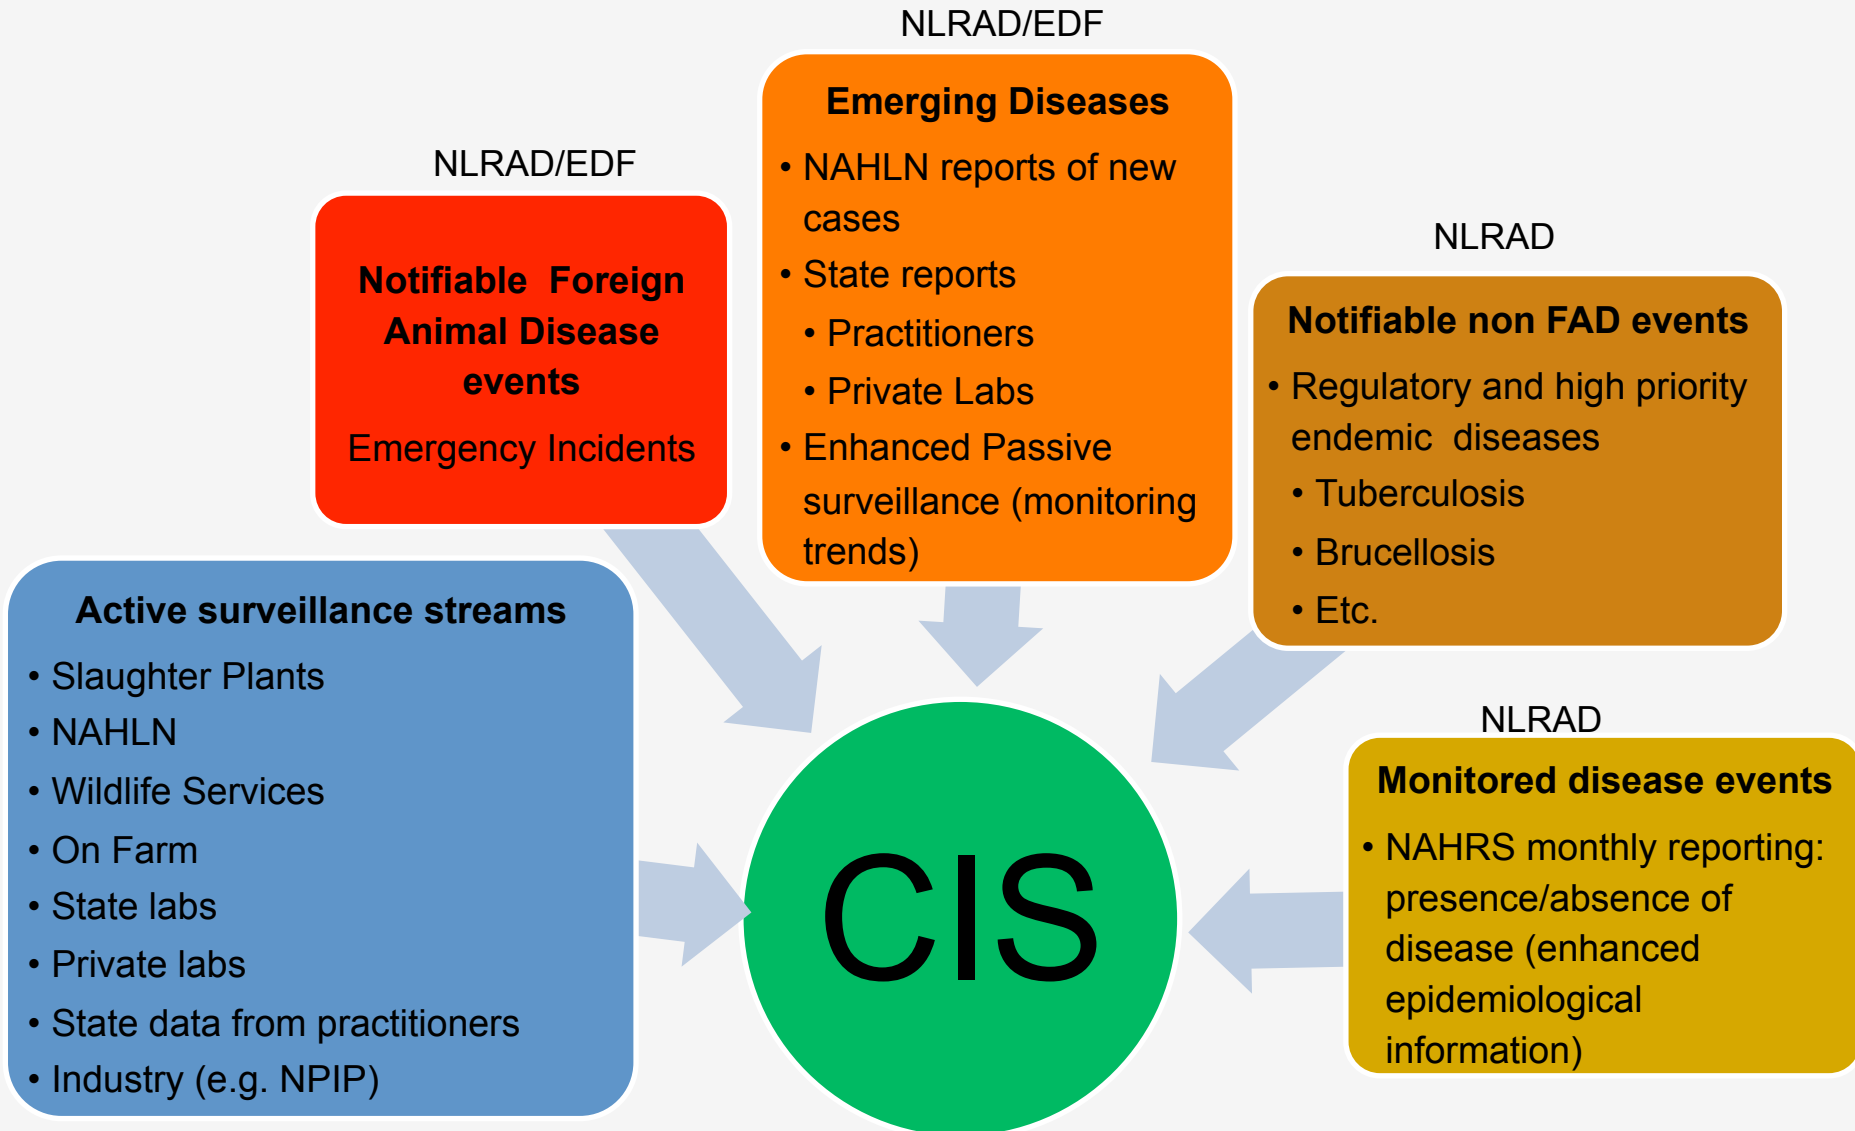 NLRAD/EDF
Notifiable  Foreign
Animal Disease
events
Emergency Incidents
NLRAD/EDF
Emerging Diseases
• NAHLN reports of new
cases
• State reports
• Practitioners
• Private Labs
• Enhanced Passive
surveillance (monitoring
trends)
NLRAD
Notifiable non FAD events
• Regulatory and high priority
endemic  diseases
• Tuberculosis
• Brucellosis
• Etc.
Active surveillance streams
• Slaughter Plants
• NAHLN
• Wildlife Services
• On Farm
• State labs
• Private labs
• State data from practitioners
• Industry (e.g. NPIP)
CIS
NLRAD
Monitored disease events
• NAHRS monthly reporting:
presence/absence of
disease (enhanced
epidemiological
information)